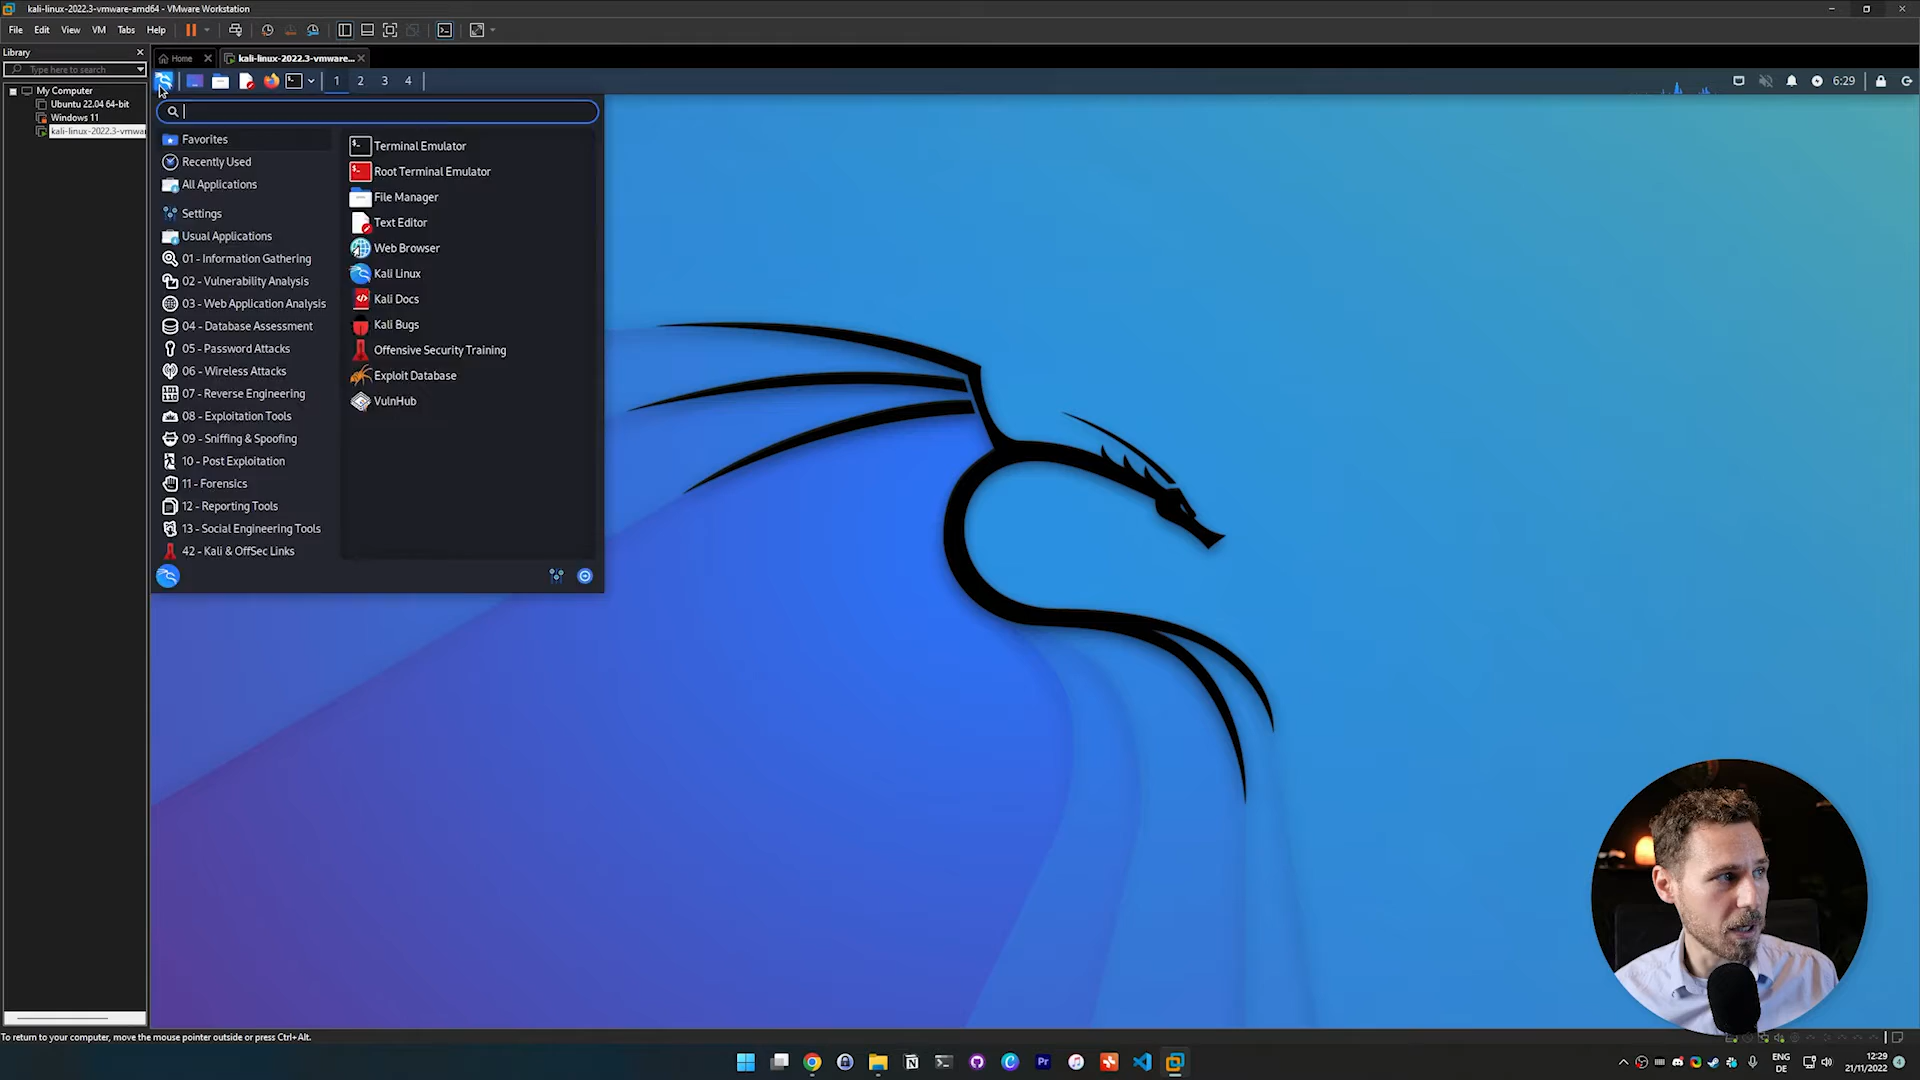 kali-linux-2022.3-vmware-amd64 - VMware Workstation
File Edit View VM Tabs Help
Library
Type here to search
My Computer
Ubuntu 22.04 64-bit
Windows 11
kali-linux-2022.3-vmwar
Home
kali-linux-2022.3-vmware...
1 2 3 4
6:29
Favorites
Recently Used
All Applications
Settings
Usual Applications
01 - Information Gathering
02 - Vulnerability Analysis
03 - Web Application Analysis
04 - Database Assessment
05 - Password Attacks
06 - Wireless Attacks
07 - Reverse Engineering
08 - Exploitation Tools
09 - Sniffing & Spoofing
10 - Post Exploitation
11 - Forensics
12 - Reporting Tools
13 - Social Engineering Tools
42 - Kali & OffSec Links
Terminal Emulator
Root Terminal Emulator
File Manager
Text Editor
Web Browser
Kali Linux
Kali Docs
Kali Bugs
Offensive Security Training
Exploit Database
VulnHub
To return to your computer, move the mouse pointer outside or press Ctrl+Alt.
Pr
ENG
DE
12:29
21/11/2022
4